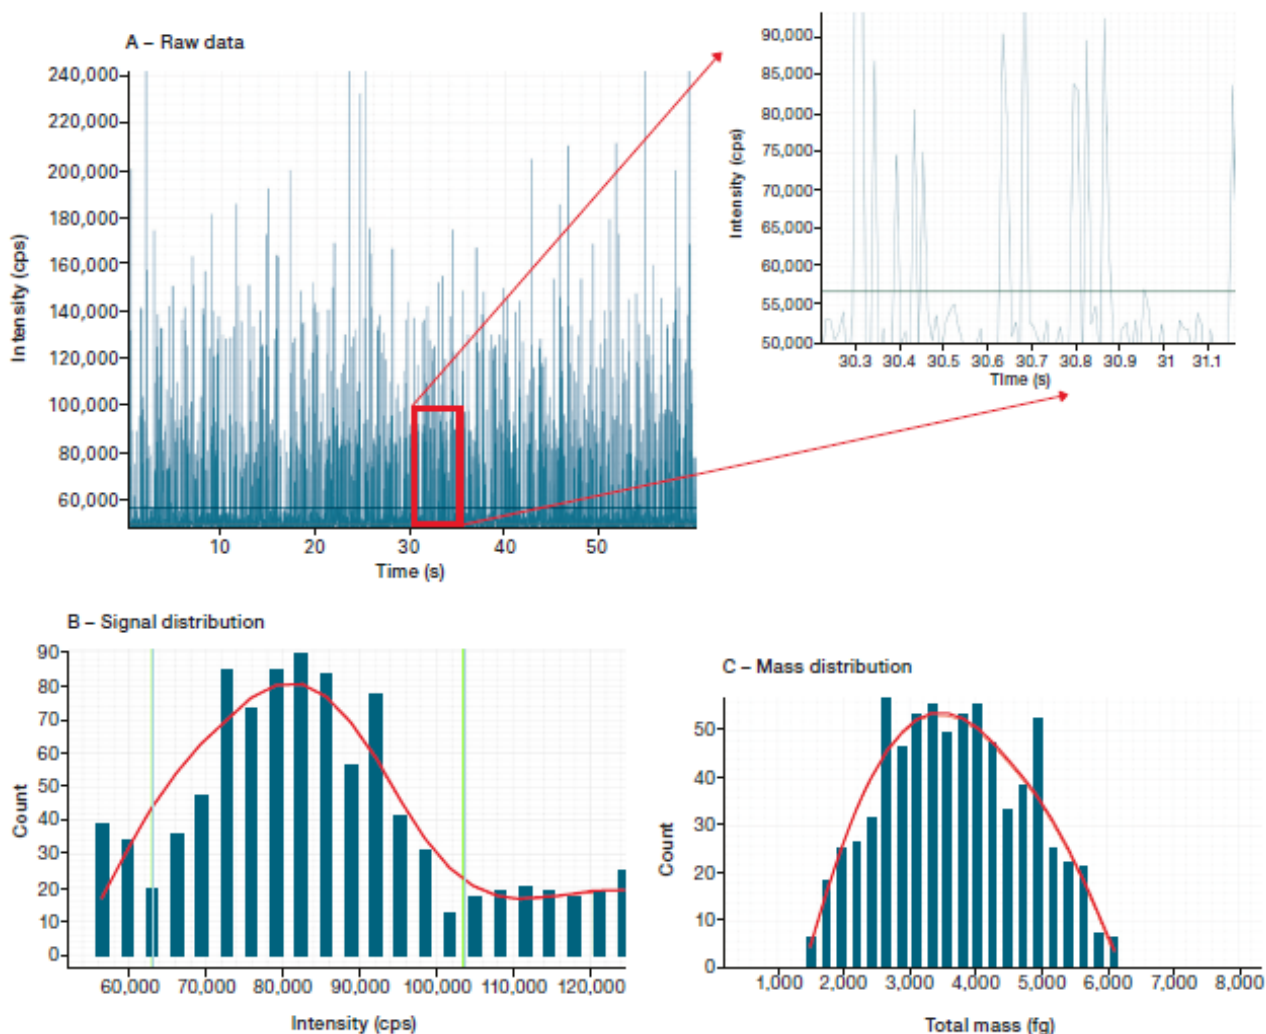 A – Raw data
Intensity (cps)
240,000
220,000
200,000
180,000
160,000
140,000
120,000
100,000
80,000
60,000
10 20 30 40 50
Time (s)
Intensity (cps)
90,000
85,000
80,000
75,000
70,000
65,000
60,000
55,000
50,000
30.3 30.4 30.5 30.6 30.7 30.8 30.9 31 31.1
Time (s)
B – Signal distribution
Count
90
80
70
60
50
40
30
20
10
0
60,000 70,000 80,000 90,000 100,000 110,000 120,000
Intensity (cps)
C – Mass distribution
Count
50
40
30
20
10
0
1,000 2,000 3,000 4,000 5,000 6,000 7,000 8,000
Total mass (fg)